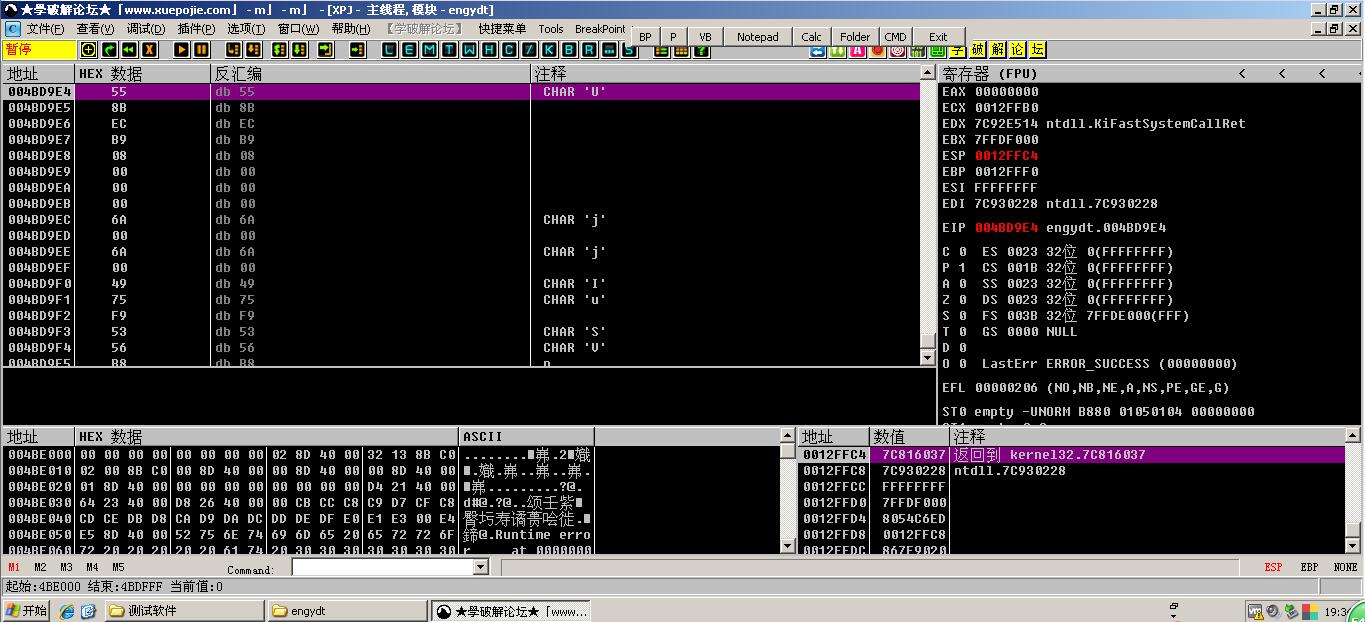 ★学破解论坛★「www.xuepojie.com」 - m」 - m」 - [XPJ - 主线程, 模块 - engydt]
文件(F) 查看(V) 调试(D) 插件(P) 选项(T) 窗口(W) 帮助(H) 【学破解论坛】 快捷菜单 Tools BreakPoint BP P VB Notepad Calc Folder CMD Exit
暂停 L E M T W H C / K B R ... S 字 破 解 论 坛
地址 HEX 数据 反汇编 注释
004BD9E4 55 db 55 CHAR 'U'
004BD9E5 8B db 8B
004BD9E6 EC db EC
004BD9E7 B9 db B9
004BD9E8 08 db 08
004BD9E9 00 db 00
004BD9EA 00 db 00
004BD9EB 00 db 00
004BD9EC 6A db 6A CHAR 'j'
004BD9ED 00 db 00
004BD9EE 6A db 6A CHAR 'j'
004BD9EF 00 db 00
004BD9F0 49 db 49 CHAR 'I'
004BD9F1 75 db 75 CHAR 'u'
004BD9F2 F9 db F9
004BD9F3 53 db 53 CHAR 'S'
004BD9F4 56 db 56 CHAR 'V'
004BD9F5 B8 db B8
寄存器 (FPU) < < <
EAX 00000000
ECX 0012FFB0
EDX 7C92E514 ntdll.KiFastSystemCallRet
EBX 7FFDF000
ESP 0012FFC4
EBP 0012FFF0
ESI FFFFFFFF
EDI 7C930228 ntdll.7C930228
EIP 004BD9E4 engydt.004BD9E4
C 0 ES 0023 32位 0(FFFFFFFF)
P 1 CS 001B 32位 0(FFFFFFFF)
A 0 SS 0023 32位 0(FFFFFFFF)
Z 0 DS 0023 32位 0(FFFFFFFF)
S 0 FS 003B 32位 7FFDE000(FFF)
T 0 GS 0000 NULL
D 0
O 0 LastErr ERROR_SUCCESS (00000000)
EFL 00000206 (NO,NB,NE,A,NS,PE,GE,G)
ST0 empty -UNORM B880 01050104 00000000
地址 HEX 数据 ASCII
004BE000 00 00 00 00 00 00 00 00 02 8D 40 00 32 13 8B C0
004BE010 02 00 8B C0 00 8D 40 00 00 8D 40 00 00 8D 40 00
004BE020 01 8D 40 00 00 00 00 00 00 00 00 00 D4 21 40 00
004BE030 64 23 40 00 D8 26 40 00 CB CC C8 C9 D7 CF C8
004BE040 CD CE DB D8 CA D9 DA DC DD DE DF E0 E1 E3 00 E4
004BE050 E5 8D 40 00 52 75 6E 74 69 6D 65 20 65 72 72 6F @.Runtime erro
004BE060 72 20 20 20 20 20 61 74 20 30 30 30 30 30 30 30 r at 0000000
地址 数值 注释
0012FFC4 7C816037 返回到 kernel32.7C816037
0012FFC8 7C930228 ntdll.7C930228
0012FFCC FFFFFFFF
0012FFD0 7FFDF000
0012FFD4 8054C6ED
0012FFD8 0012FFC8
0012FFDC 867E9020
M1 M2 M3 M4 M5 Command: ESP EBP NONE
起始:4BE000 结束:4BDFFF 当前值:0
开始 测试软件 engydt ★学破解论坛★「www... 19:3